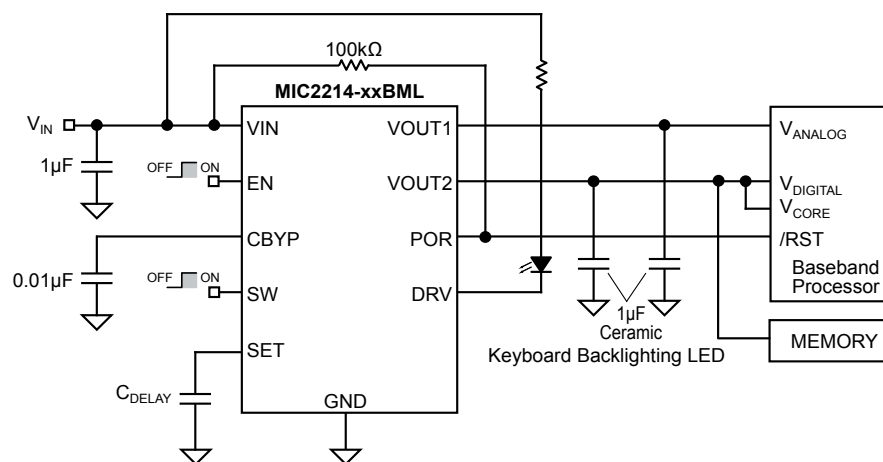 100kΩ
MIC2214-xxBML
VIN
VIN
VOUT1
VANALOG
1µF
OFF ON
EN
VOUT2
VDIGITAL
VCORE
CBYP
POR
/RST
0.01µF
OFF ON
SW
DRV
Baseband
Processor
1µF
Ceramic
Keyboard Backlighting LED
MEMORY
SET
CDELAY
GND